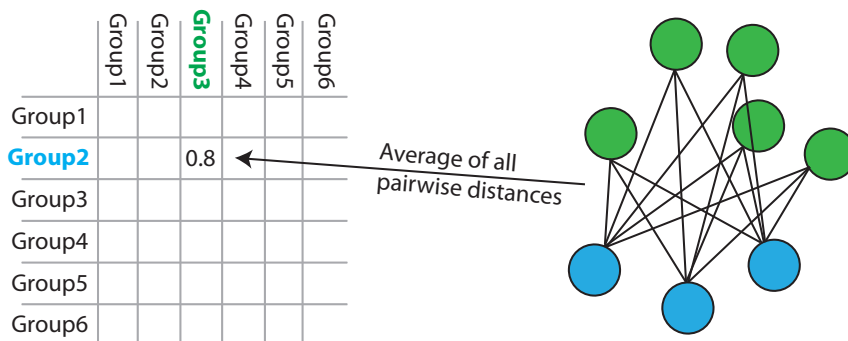 Group1
Group2
Group3
Group4
Group5
Group6
Group1
Group2 0.8
Group3
Group4
Group5
Group6
Average of all
pairwise distances